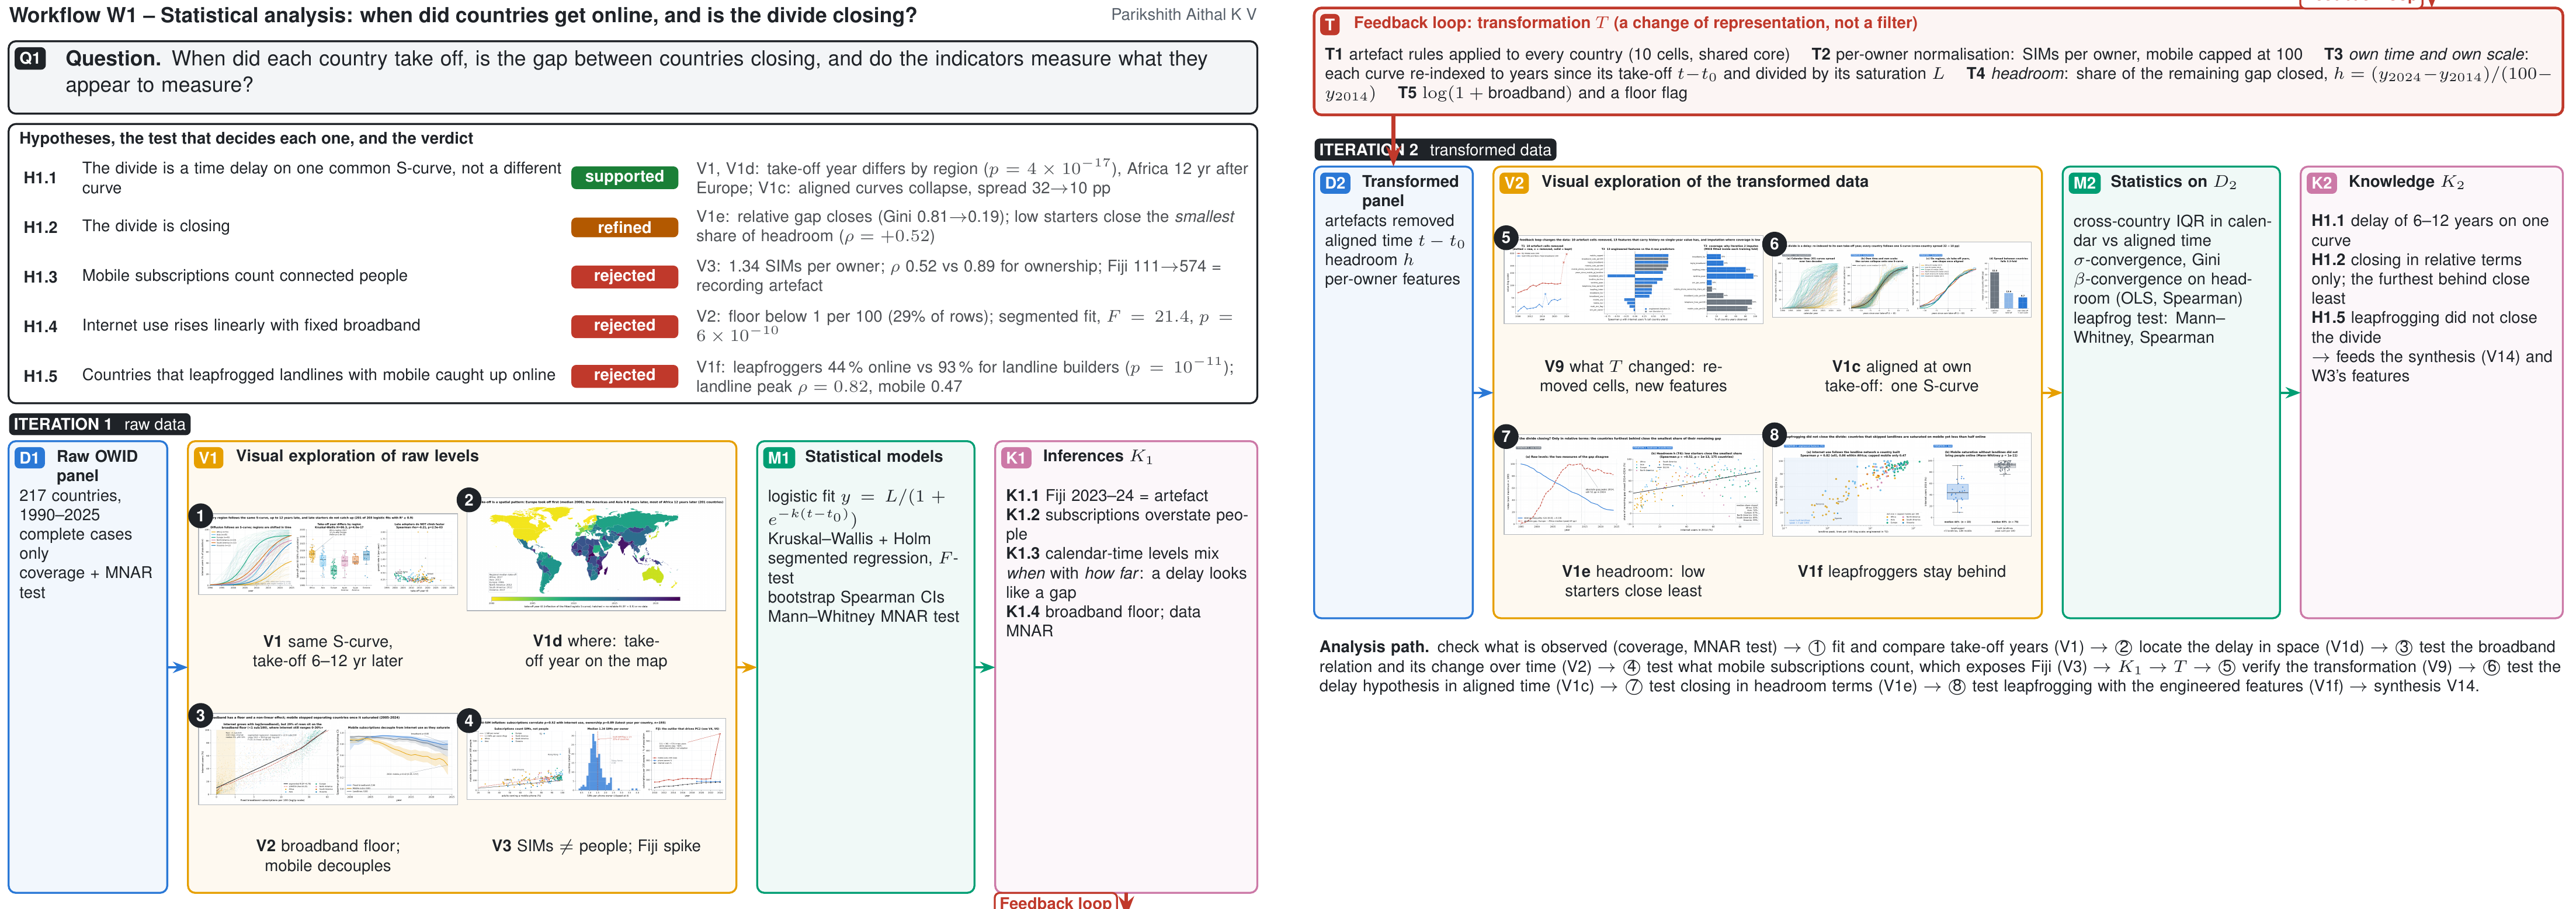 Workflow W1 – Statistical analysis: when did countries get online, and is the divide closing?
Parikshith Aithal K V
Q1 Question. When did each country take off, is the gap between countries closing, and do the indicators measure what they
appear to measure?
Hypotheses, the test that decides each one, and the verdict
H1.1 The divide is a time delay on one common S-curve, not a different
curve
supported
V1, V1d: take-off year differs by region (p = 4 × 10⁻¹⁷), Africa 12 yr after
Europe; V1c: aligned curves collapse, spread 32→10 pp
H1.2 The divide is closing
refined
V1e: relative gap closes (Gini 0.81→0.19); low starters close the smallest
share of headroom (ρ = +0.52)
H1.3 Mobile subscriptions count connected people
rejected
V3: 1.34 SIMs per owner; ρ 0.52 vs 0.89 for ownership; Fiji 111→574 =
recording artefact
H1.4 Internet use rises linearly with fixed broadband
rejected
V2: floor below 1 per 100 (29% of rows); segmented fit, F = 21.4, p =
6 × 10⁻¹⁰
H1.5 Countries that leapfrogged landlines with mobile caught up online
rejected
V1f: leapfroggers 44 % online vs 93 % for landline builders (p = 10⁻¹¹);
landline peak ρ = 0.82, mobile 0.47
ITERATION 1 raw data
D1 Raw OWID
panel
217 countries,
1990–2025
complete cases
only
coverage + MNAR
test
V1 Visual exploration of raw levels
1
2
V1 same S-curve,
take-off 6–12 yr later
V1d where: take-
off year on the map
3
4
V2 broadband floor;
mobile decouples
V3 SIMs ≠ people; Fiji spike
M1 Statistical models
logistic fit y = L/(1 +
e^{−k(t−t₀)})
Kruskal–Wallis + Holm
segmented regression, F-
test
bootstrap Spearman CIs
Mann–Whitney MNAR test
K1 Inferences K₁
K1.1 Fiji 2023–24 = artefact
K1.2 subscriptions overstate peo-
ple
K1.3 calendar-time levels mix
when with how far: a delay looks
like a gap
K1.4 broadband floor; data
MNAR
Feedback loop
T Feedback loop: transformation T (a change of representation, not a filter)
T1 artefact rules applied to every country (10 cells, shared core) T2 per-owner normalisation: SIMs per owner, mobile capped at 100 T3 own time and own scale:
each curve re-indexed to years since its take-off t−t₀ and divided by its saturation L T4 headroom: share of the remaining gap closed, h = (y₂₀₂₄−y₂₀₁₄)/(100−
y₂₀₁₄) T5 log(1 + broadband) and a floor flag
ITERATION 2 transformed data
D2 Transformed
panel
artefacts removed
aligned time t − t₀
headroom h
per-owner features
V2 Visual exploration of the transformed data
5
6
V9 what T changed: re-
moved cells, new features
V1c aligned at own
take-off: one S-curve
7
8
V1e headroom: low
starters close least
V1f leapfroggers stay behind
M2 Statistics on D₂
cross-country IQR in calen-
dar vs aligned time
σ-convergence, Gini
β-convergence on head-
room (OLS, Spearman)
leapfrog test: Mann–
Whitney, Spearman
K2 Knowledge K₂
H1.1 delay of 6–12 years on one
curve
H1.2 closing in relative terms
only; the furthest behind close
least
H1.5 leapfrogging did not close
the divide
→ feeds the synthesis (V14) and
W3's features
Analysis path. check what is observed (coverage, MNAR test) → ① fit and compare take-off years (V1) → ② locate the delay in space (V1d) → ③ test the broadband
relation and its change over time (V2) → ④ test what mobile subscriptions count, which exposes Fiji (V3) → K₁ → T → ⑤ verify the transformation (V9) → ⑥ test the
delay hypothesis in aligned time (V1c) → ⑦ test closing in headroom terms (V1e) → ⑧ test leapfrogging with the engineered features (V1f) → synthesis V14.